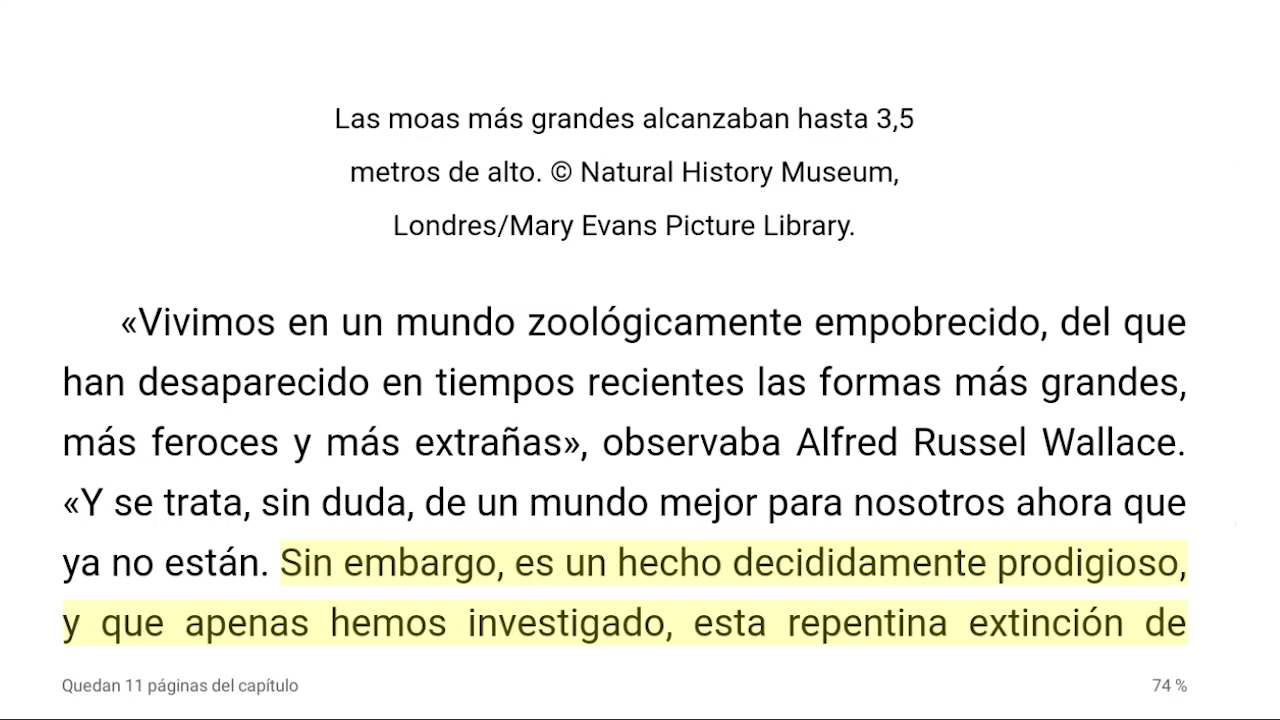 Las moas más grandes alcanzaban hasta 3,5
metros de alto. © Natural History Museum,
Londres/Mary Evans Picture Library.
«Vivimos en un mundo zoológicamente empobrecido, del que
han desaparecido en tiempos recientes las formas más grandes,
más feroces y más extrañas», observaba Alfred Russel Wallace.
«Y se trata, sin duda, de un mundo mejor para nosotros ahora que
ya no están. Sin embargo, es un hecho decididamente prodigioso,
y que apenas hemos investigado, esta repentina extinción de
Quedan 11 páginas del capítulo
74 %